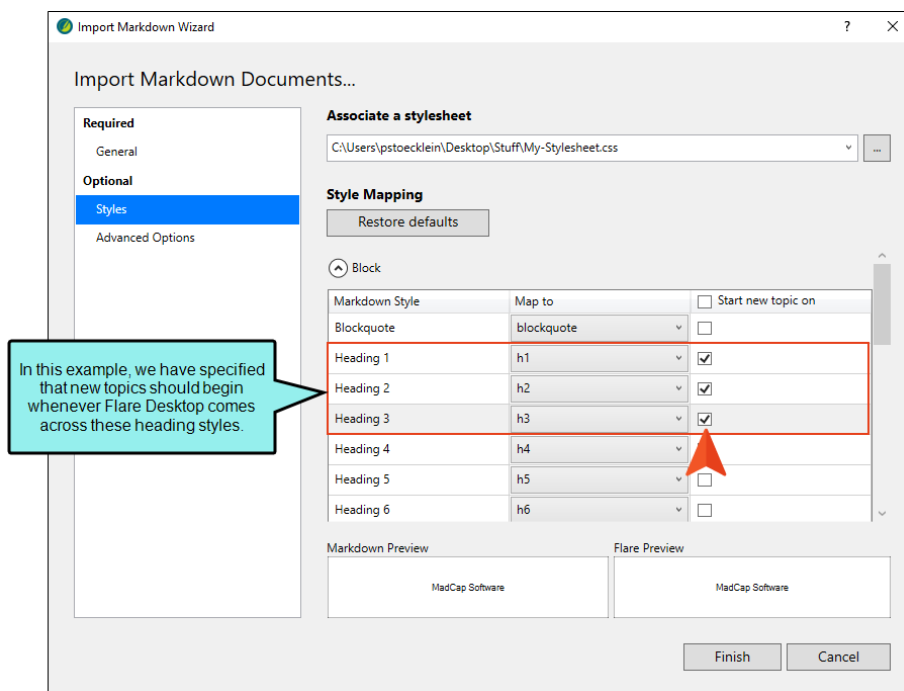 Import Markdown Wizard
?
Import Markdown Documents...
Required
General
Optional
Styles
Advanced Options
Associate a stylesheet
C:\Users\pstoecklein\Desktop\Stuff\My-Stylesheet.css
...
Style Mapping
Restore defaults
Block
Markdown Style Map to Start new topic on
Blockquote blockquote
Heading 1 h1
Heading 2 h2
Heading 3 h3
Heading 4 h4
Heading 5 h5
Heading 6 h6
In this example, we have specified
that new topics should begin
whenever Flare Desktop comes
across these heading styles.
Markdown Preview Flare Preview
MadCap Software MadCap Software
Finish Cancel